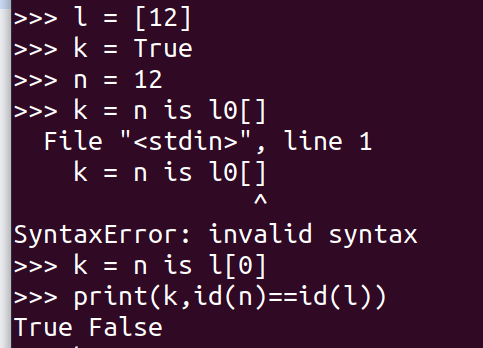 >>> l = [12]
>>> k = True
>>> n = 12
>>> k = n is l0[]
  File "<stdin>", line 1
    k = n is l0[]
                ^
SyntaxError: invalid syntax
>>> k = n is l[0]
>>> print(k,id(n)==id(l))
True False